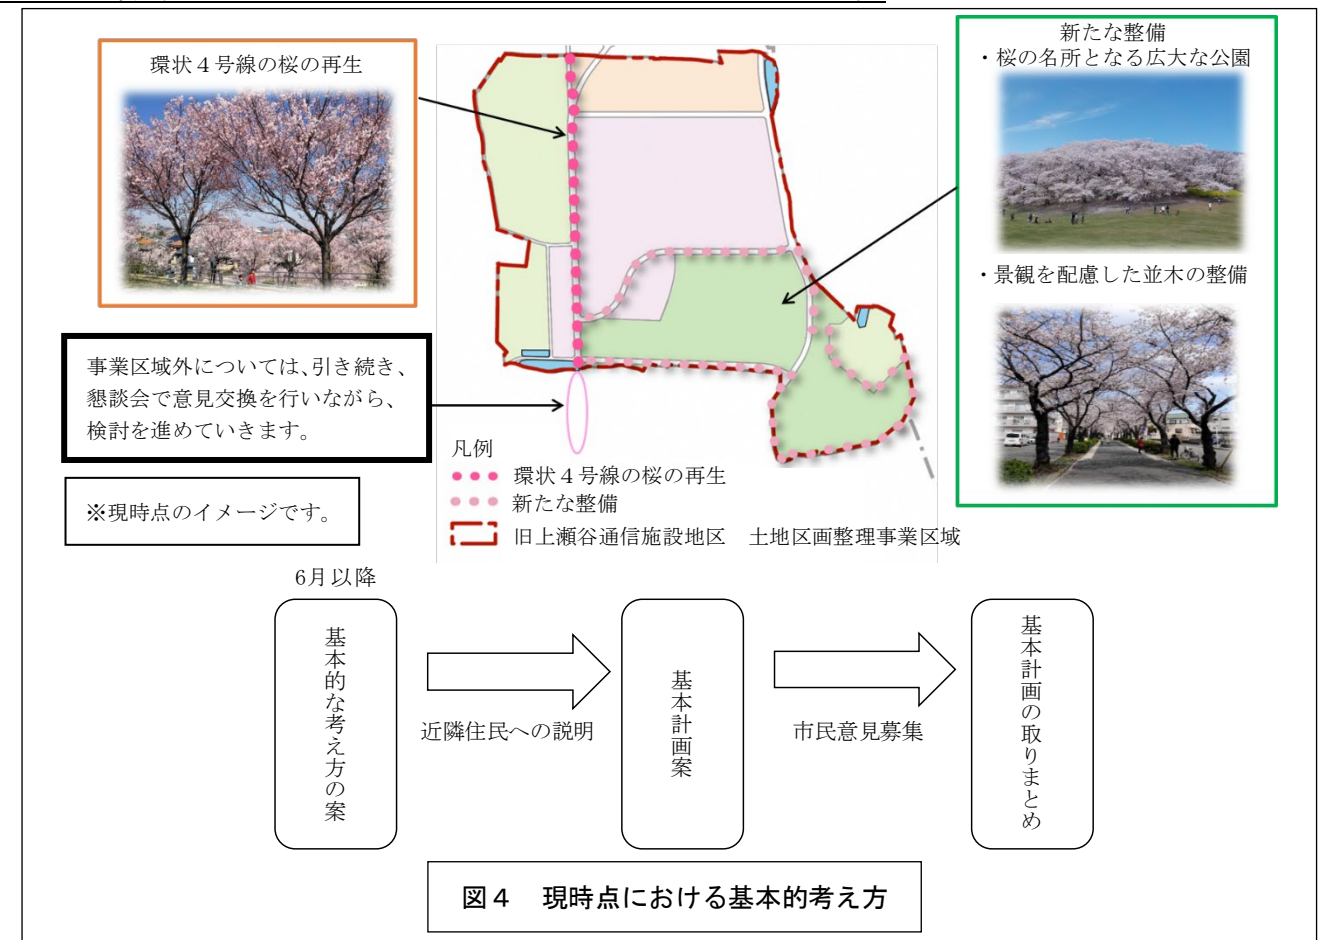 環状４号線の桜の再生
新たな整備
・桜の名所となる広大な公園
・景観を配慮した並木の整備
事業区域外については、引き続き、
懇談会で意見交換を行いながら、
検討を進めていきます。
※現時点のイメージです。
凡例
環状４号線の桜の再生
新たな整備
旧上瀬谷通信施設地区　土地区画整理事業区域
6月以降
基本的な考え方の案
近隣住民への説明
基本計画案
市民意見募集
基本計画の取りまとめ
図４　現時点における基本的考え方